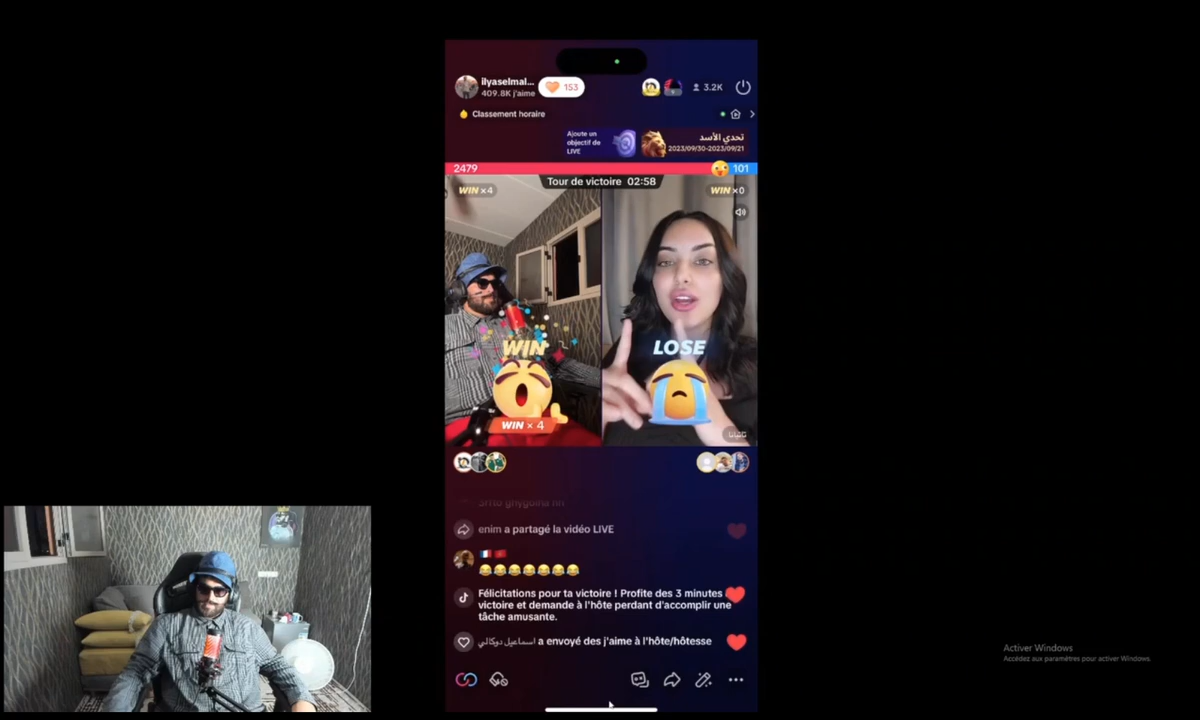 ilyaselmal...
409.8K j'aime
153
3.2K
Classement horaire
Ajoute un
objectif de
LIVE
تحدي الأسد
2023/09/30-2023/09/21
2479
101
Tour de victoire 02:58
WIN ×4
WIN ×0
WIN
LOSE
WIN × 4
enim a partagé la vidéo LIVE
Félicitations pour ta victoire ! Profite des 3 minutes
victoire et demande à l'hôte perdant d'accomplir une
tâche amusante.
اسماعيل دوكالي a envoyé des j'aime à l'hôte/hôtesse
Activer Windows
Accédez aux paramètres pour activer Windows.